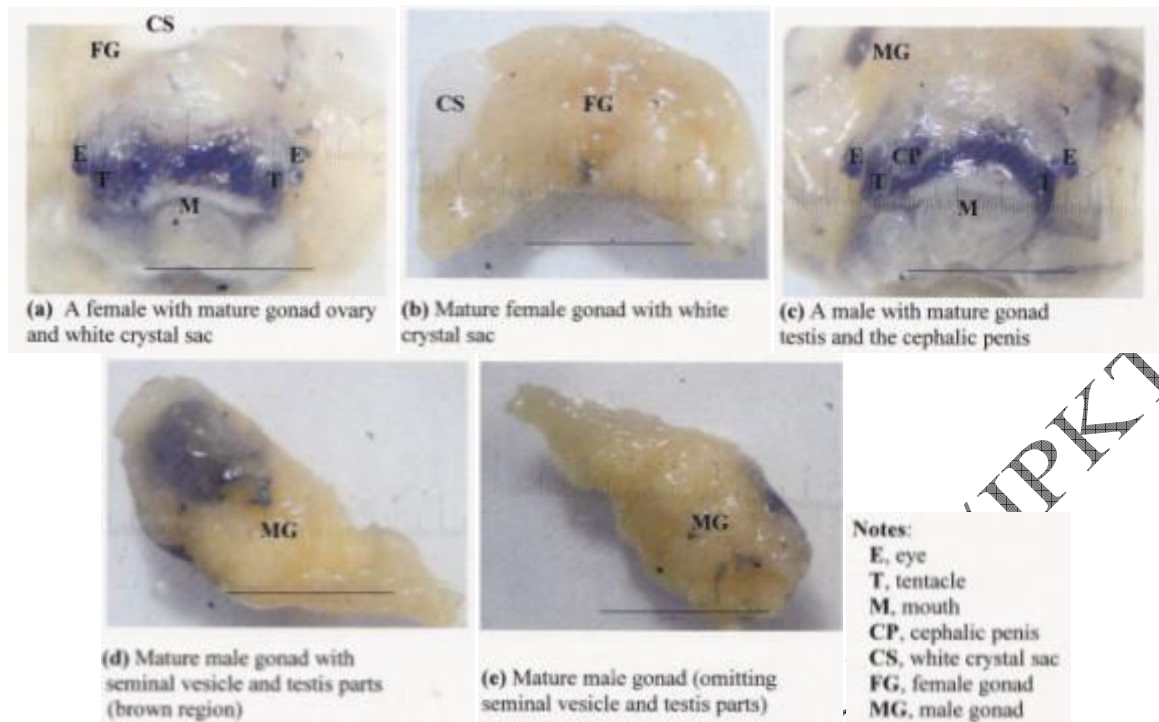 CS
FG
E
E
T
T
M
(a) A female with mature gonad ovary
and white crystal sac
CS
FG
(b) Mature female gonad with white
crystal sac
MG
E
CP
E
T
T
M
(c) A male with mature gonad
testis and the cephalic penis
MG
(d) Mature male gonad with
seminal vesicle and testis parts
(brown region)
MG
(e) Mature male gonad (omitting
seminal vesicle and testis parts)
Notes:
E, eye
T, tentacle
M, mouth
CP, cephalic penis
CS, white crystal sac
FG, female gonad
MG, male gonad